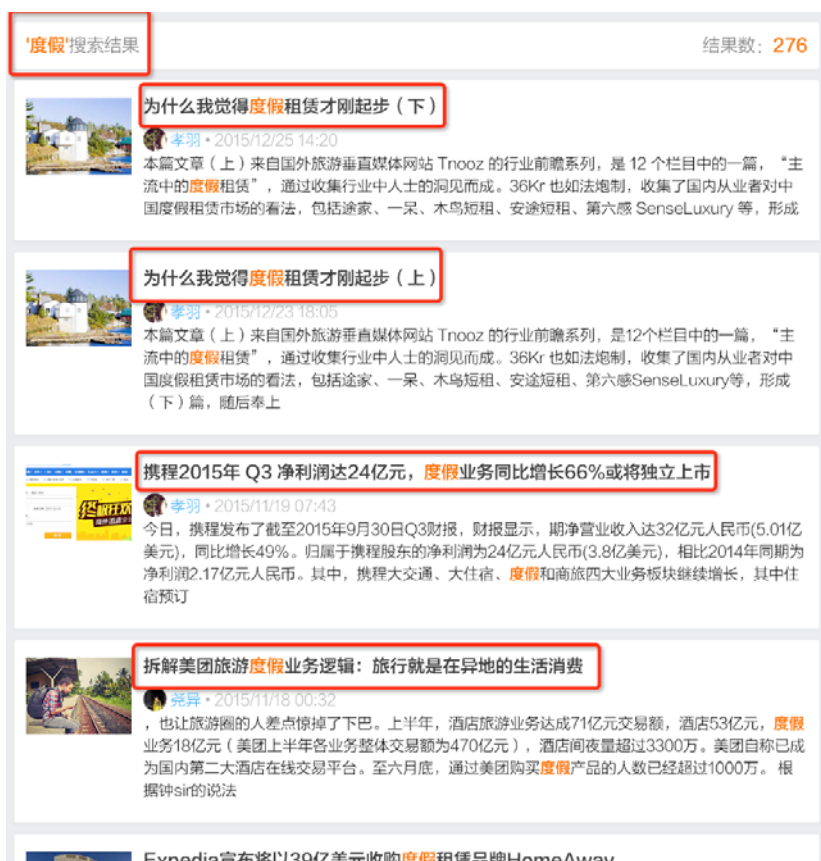 '度假'搜索结果
结果数：276
为什么我觉得度假租赁才刚起步（下）
孝羽 • 2015/12/25 14:20
本篇文章（上）来自国外旅游垂直媒体网站 Tnooz 的行业前瞻系列，是 12 个栏目中的一篇，“主
流中的度假租赁”，通过收集行业中人士的洞见而成。36Kr 也如法炮制，收集了国内从业者对中
国度假租赁市场的看法，包括途家、一呆、木鸟短租、安途短租、第六感 SenseLuxury 等，形成
为什么我觉得度假租赁才刚起步（上）
孝羽 • 2015/12/23 18:05
本篇文章（上）来自国外旅游垂直媒体网站 Tnooz 的行业前瞻系列，是12个栏目中的一篇，“主
流中的度假租赁”，通过收集行业中人士的洞见而成。36Kr 也如法炮制，收集了国内从业者对中
国度假租赁市场的看法，包括途家、一呆、木鸟短租、安途短租、第六感SenseLuxury等，形成
（下）篇，随后奉上
携程2015年 Q3 净利润达24亿元，度假业务同比增长66%或将独立上市
孝羽 • 2015/11/19 07:43
今日，携程发布了截至2015年9月30日Q3财报，财报显示，期净营业收入达32亿元人民币(5.01亿
美元)，同比增长49%。归属于携程股东的净利润为24亿元人民币(3.8亿美元)，相比2014年同期为
净利润2.17亿元人民币。其中，携程大交通、大住宿、度假和商旅四大业务板块继续增长，其中住
宿预订
拆解美团旅游度假业务逻辑：旅行就是在异地的生活消费
尧异 • 2015/11/18 00:32
，也让旅游圈的人差点惊掉了下巴。上半年，酒店旅游业务达成71亿元交易额，酒店53亿元，度假
业务18亿元（美团上半年各业务整体交易额为470亿元），酒店间夜量超过3300万。美团自称已成
为国内第二大酒店在线交易平台。至六月底，通过美团购买度假产品的人数已经超过1000万。 根
据钟sir的说法
Expedia宣布将以39亿美元收购度假租赁品牌HomeAway